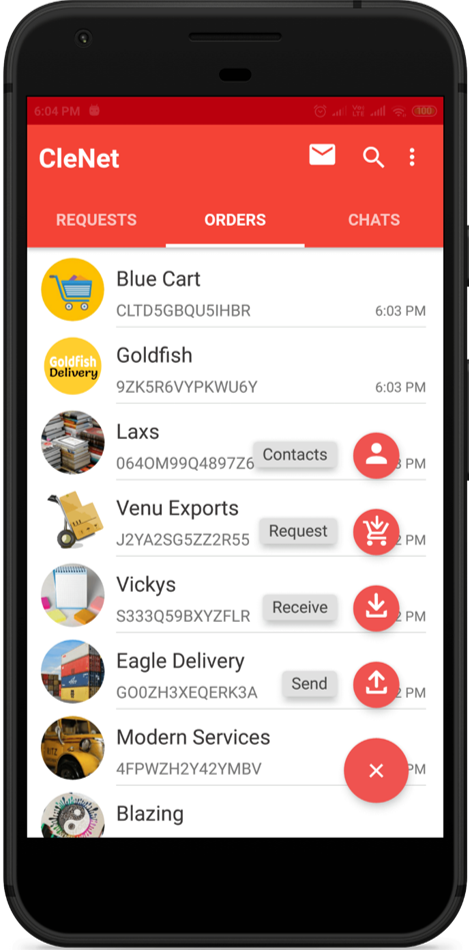 6:04 PM
100
CleNet
REQUESTS
ORDERS
CHATS
Blue Cart
CLTD5GBQU5IHBR
6:03 PM
Goldfish
Delivery
Goldfish
9ZK5R6VYPKWU6Y
6:03 PM
Laxs
064OM99Q4897Z6
Contacts
3 PM
Venu Exports
J2YA2SG5ZZ2R55
Request
2 PM
Vickys
S333Q59BXYZFLR
Receive
2 PM
Eagle Delivery
GO0ZH3XEQERK3A
Send
2 PM
Modern Services
4FPWZH2Y42YMBV
PM
Blazing